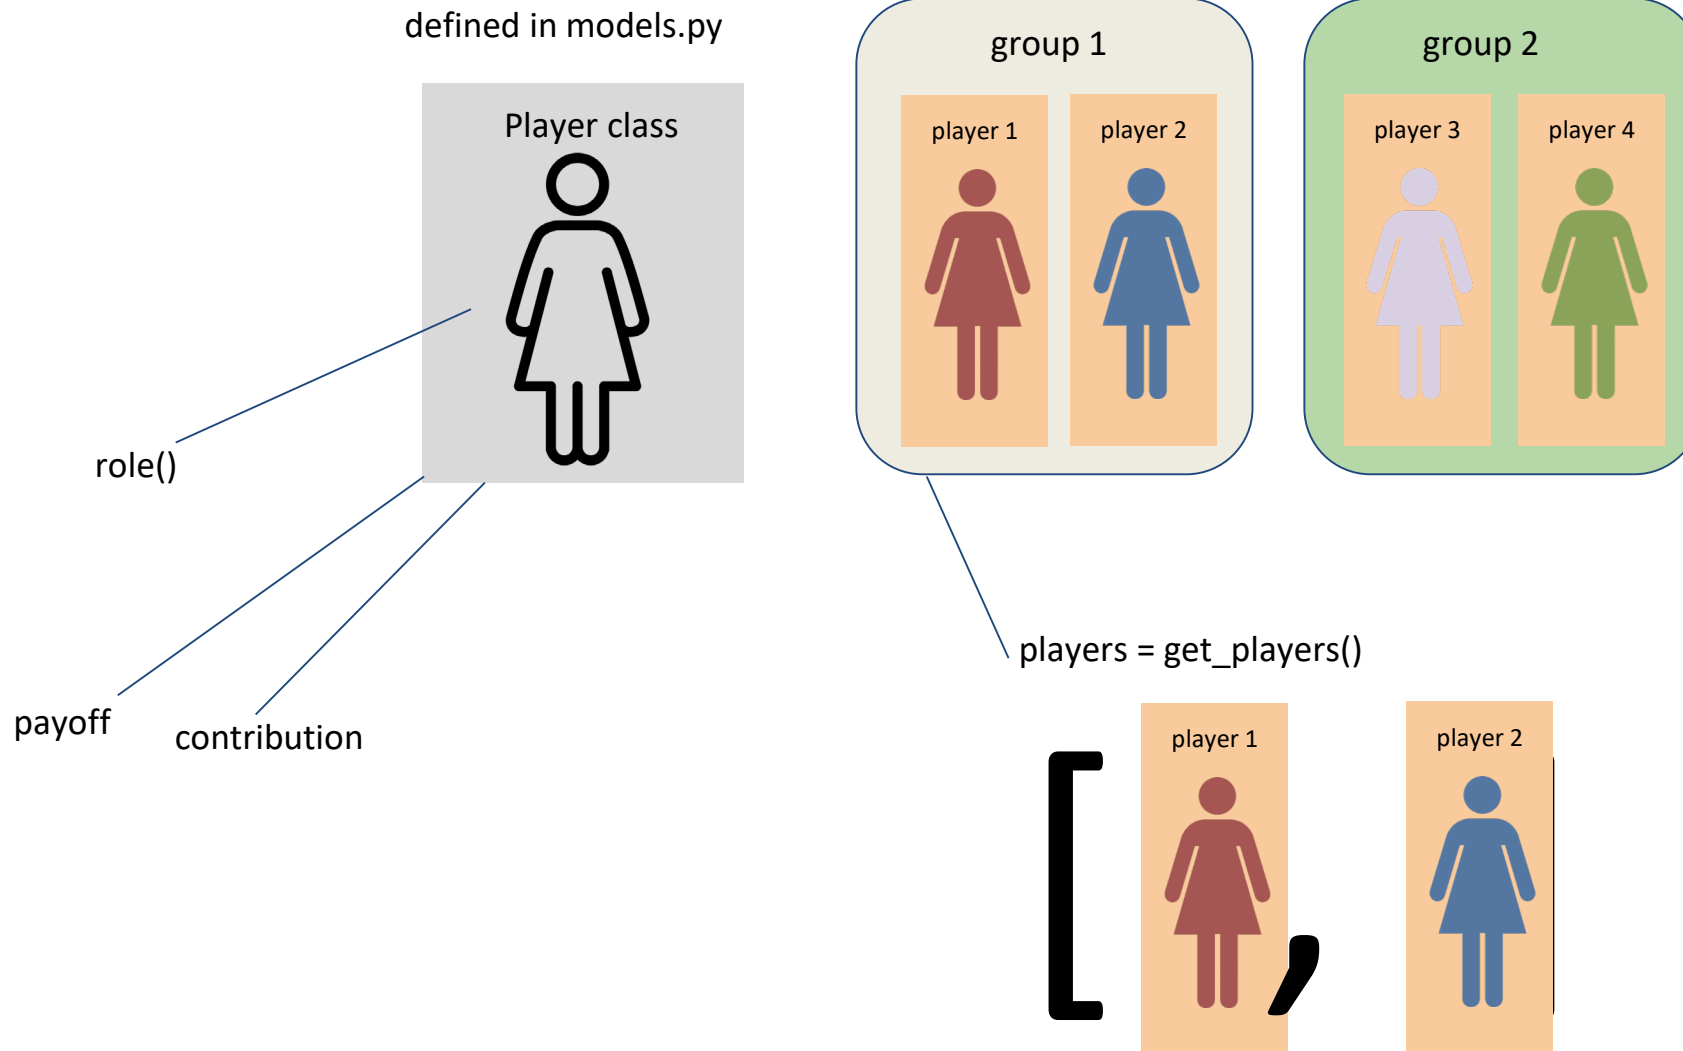 defined in models.py
Player class
role()
payoff
contribution
group 1
player 1
player 2
group 2
player 3
player 4
players = get_players()
[
player 1
,
player 2